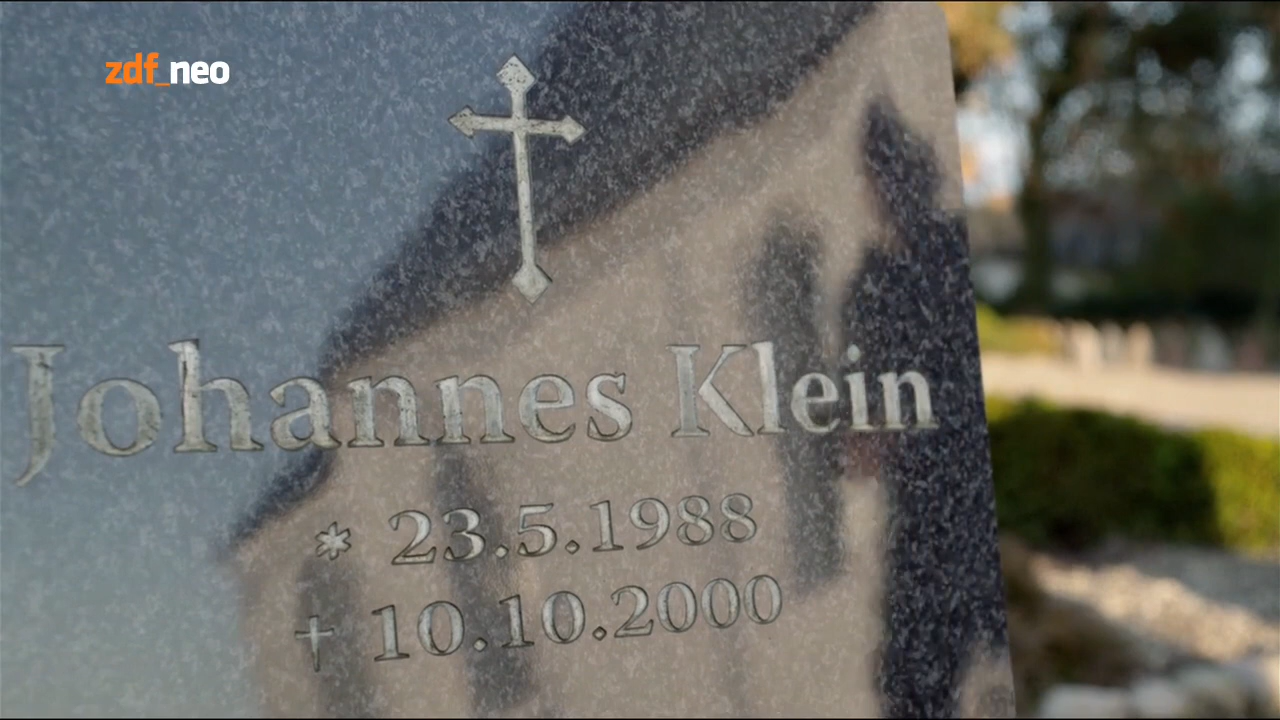 zdf_neo
Johannes Klein
* 23.5.1988
† 10.10.2000